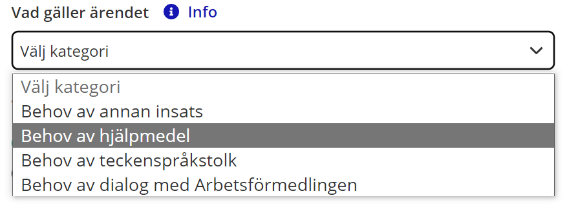 Vad gäller ärendet Info
Välj kategori
Välj kategori
Behov av annan insats
Behov av hjälpmedel
Behov av teckenspråkstolk
Behov av dialog med Arbetsförmedlingen